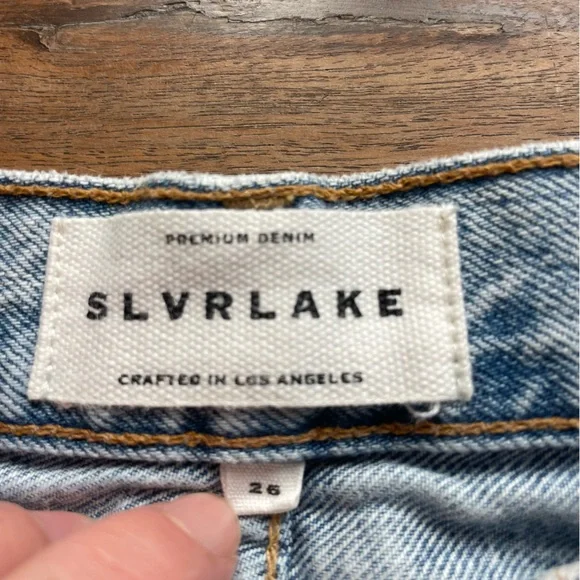 PREMIUM DENIM
SLVRLAKE
CRAFTED IN LOS ANGELES
26